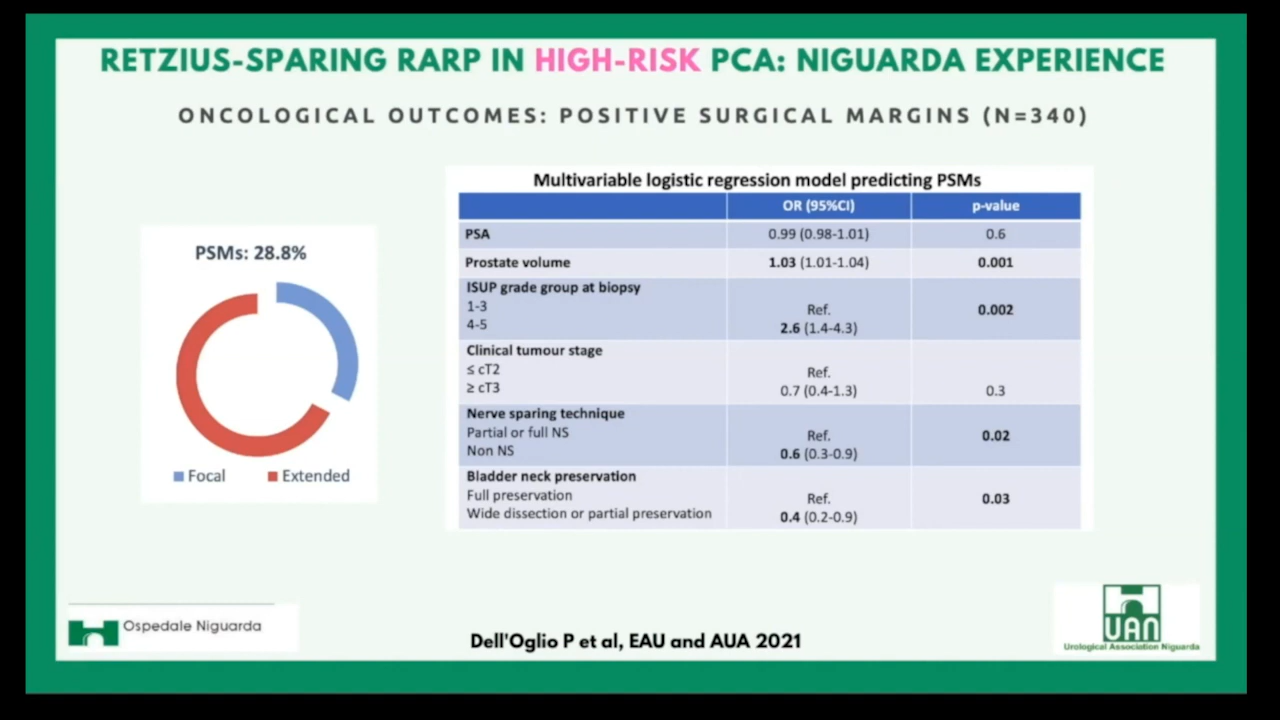 RETZIUS-SPARING RARP IN HIGH-RISK PCA: NIGUARDA EXPERIENCE
ONCOLOGICAL OUTCOMES: POSITIVE SURGICAL MARGINS (N=340)
PSMs: 28.8%
Focal Extended
Multivariable logistic regression model predicting PSMs
OR (95%CI) p-value
PSA 0.99 (0.98-1.01) 0.6
Prostate volume 1.03 (1.01-1.04) 0.001
ISUP grade group at biopsy
1-3 Ref. 0.002
4-5 2.6 (1.4-4.3)
Clinical tumour stage
≤ cT2 Ref.
≥ cT3 0.7 (0.4-1.3) 0.3
Nerve sparing technique
Partial or full NS Ref. 0.02
Non NS 0.6 (0.3-0.9)
Bladder neck preservation
Full preservation Ref. 0.03
Wide dissection or partial preservation 0.4 (0.2-0.9)
Ospedale Niguarda
Dell'Oglio P et al, EAU and AUA 2021
UAN
Urological Association Niguarda